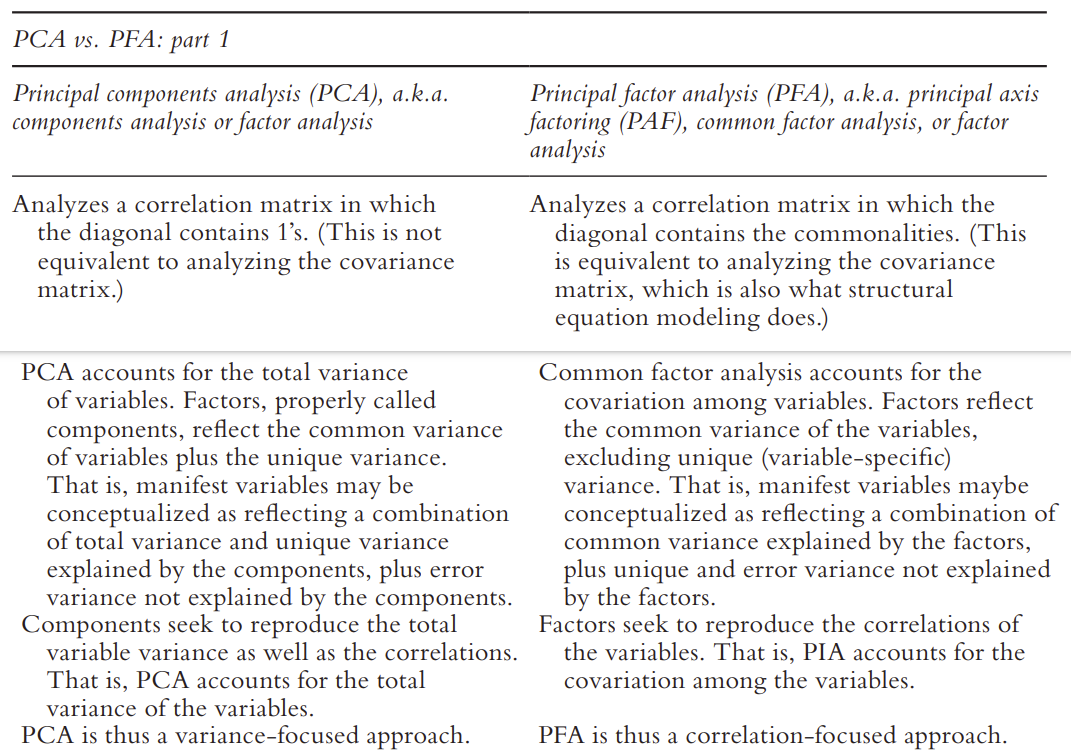 PCA vs. PFA: part 1
Principal components analysis (PCA), a.k.a.
components analysis or factor analysis
Principal factor analysis (PFA), a.k.a. principal axis
factoring (PAF), common factor analysis, or factor
analysis
Analyzes a correlation matrix in which
the diagonal contains 1's. (This is not
equivalent to analyzing the covariance
matrix.)
Analyzes a correlation matrix in which the
diagonal contains the commonalities. (This
is equivalent to analyzing the covariance
matrix, which is also what structural
equation modeling does.)
PCA accounts for the total variance
of variables. Factors, properly called
components, reflect the common variance
of variables plus the unique variance.
That is, manifest variables may be
conceptualized as reflecting a combination
of total variance and unique variance
explained by the components, plus error
variance not explained by the components.
Common factor analysis accounts for the
covariation among variables. Factors reflect
the common variance of the variables,
excluding unique (variable-specific)
variance. That is, manifest variables maybe
conceptualized as reflecting a combination of
common variance explained by the factors,
plus unique and error variance not explained
by the factors.
Components seek to reproduce the total
variable variance as well as the correlations.
That is, PCA accounts for the total
variance of the variables.
Factors seek to reproduce the correlations of
the variables. That is, PIA accounts for the
covariation among the variables.
PCA is thus a variance-focused approach.
PFA is thus a correlation-focused approach.